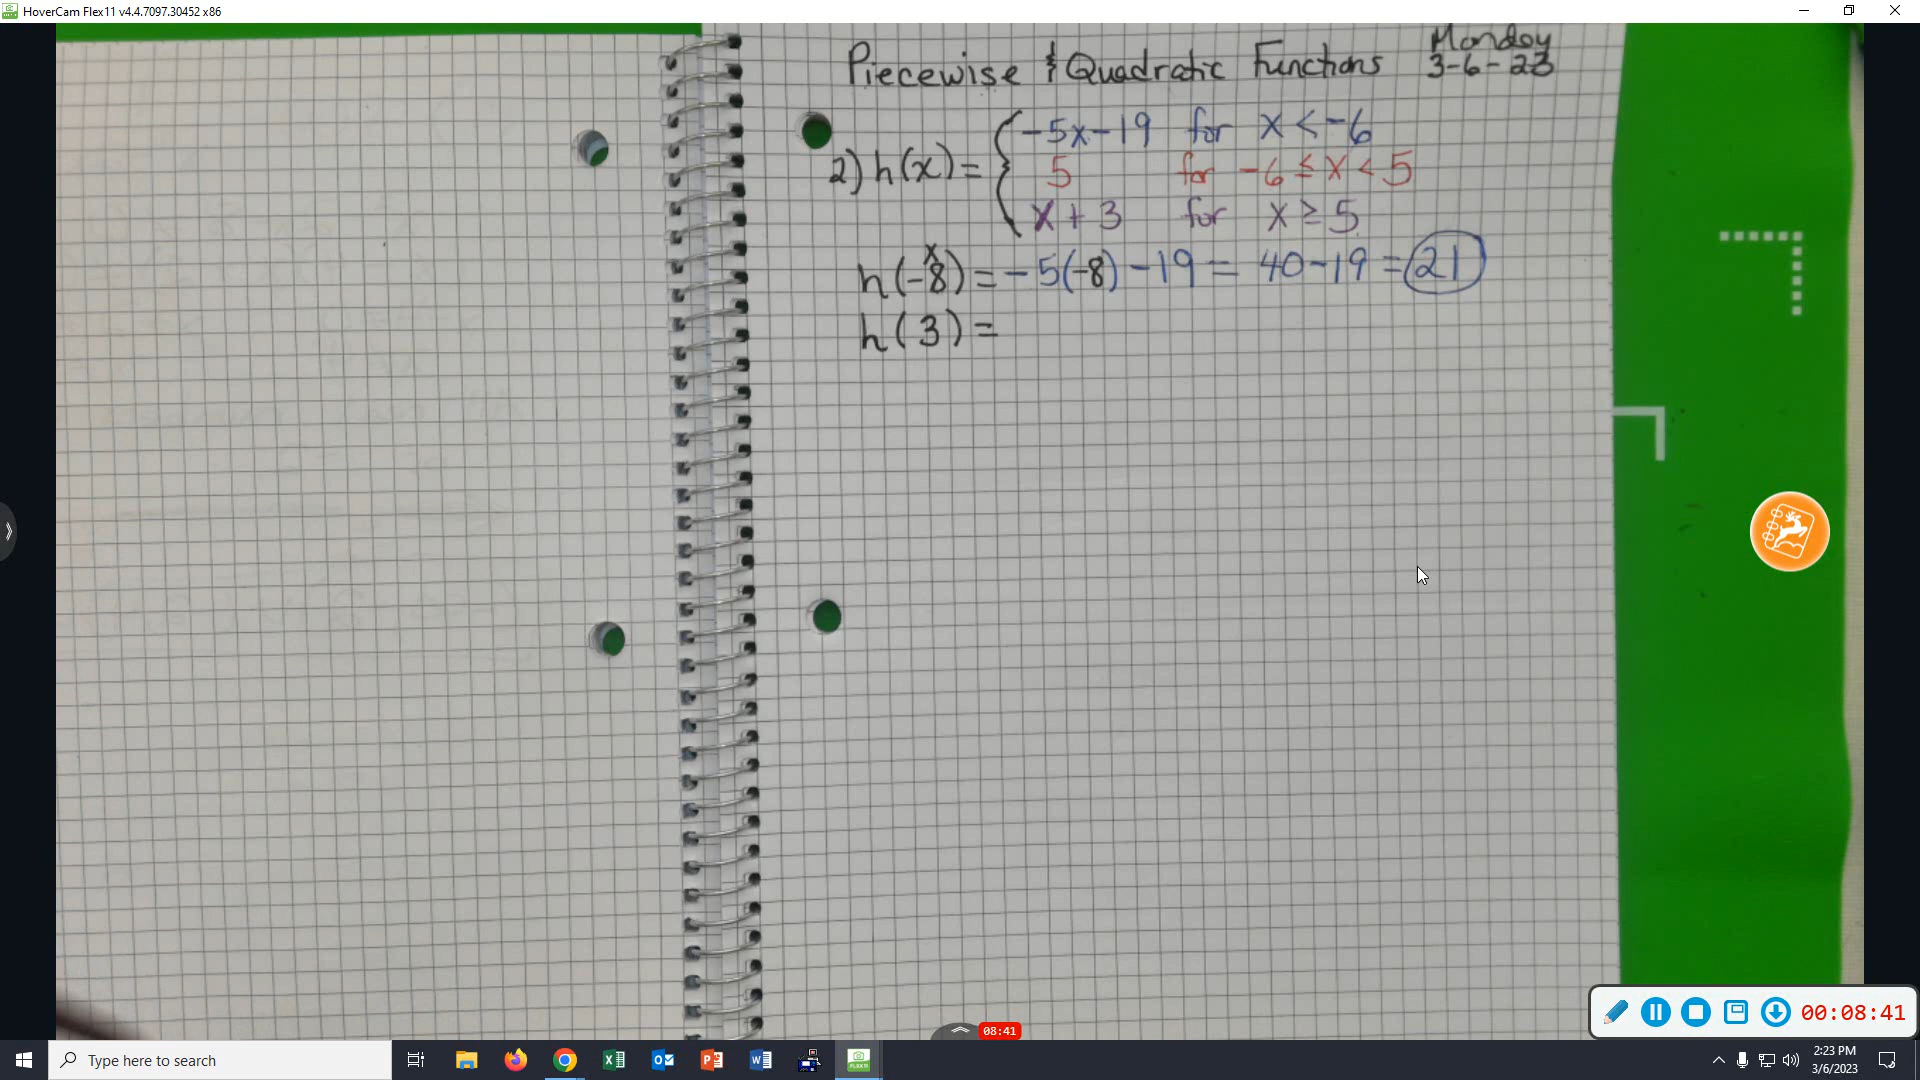 HoverCam Flex11 v4.4.7097.30452 x86
Piecewise & Quadratic Functions
Monday
3-6-23
2) h(x) =
-5x-19 for x < -6
5 for -6 ≤ x < 5
x + 3 for x ≥ 5
x
h(-8) = -5(-8) -19 = 40-19 = 21
h(3) =
00:08:41
08:41
Type here to search
2:23 PM
3/6/2023